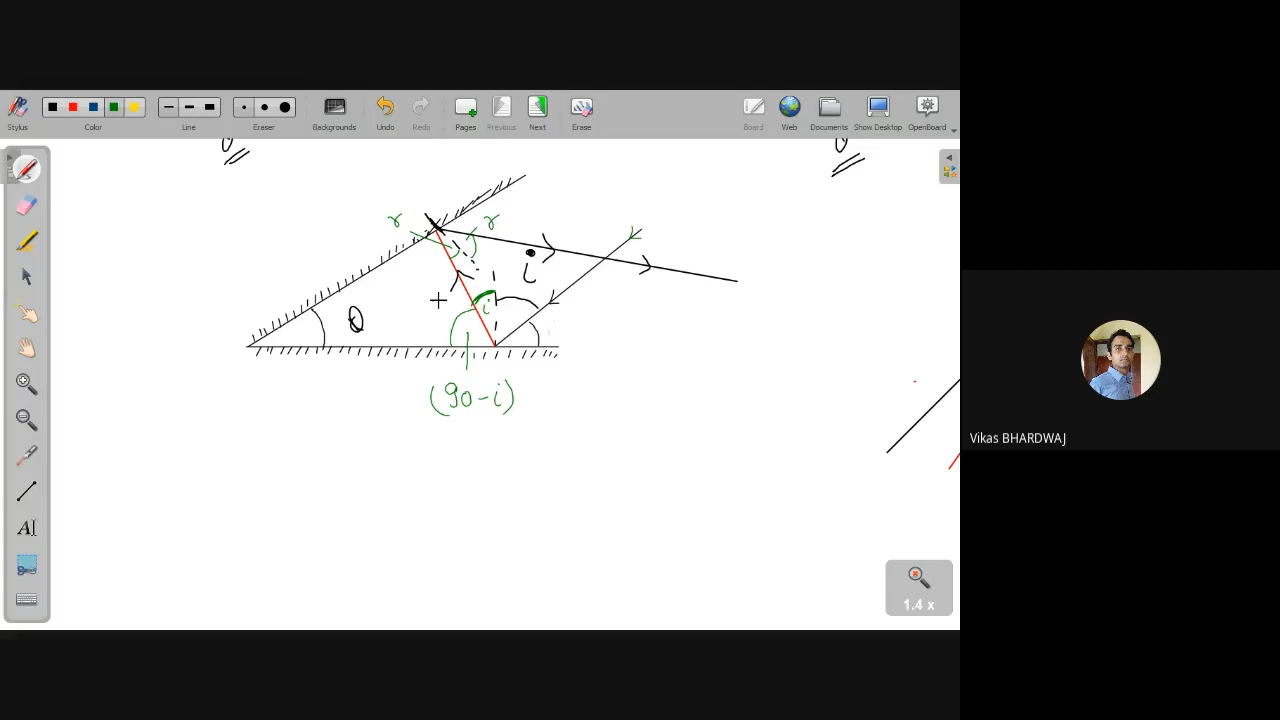 Stylus
Color
Line
Eraser
Backgrounds
Undo
Redo
Pages
Previous
Next
Erase
Board
Web
Documents
Show Desktop
OpenBoard
r
r
i
θ
i
(90-i)
Vikas BHARDWAJ
1.4 x